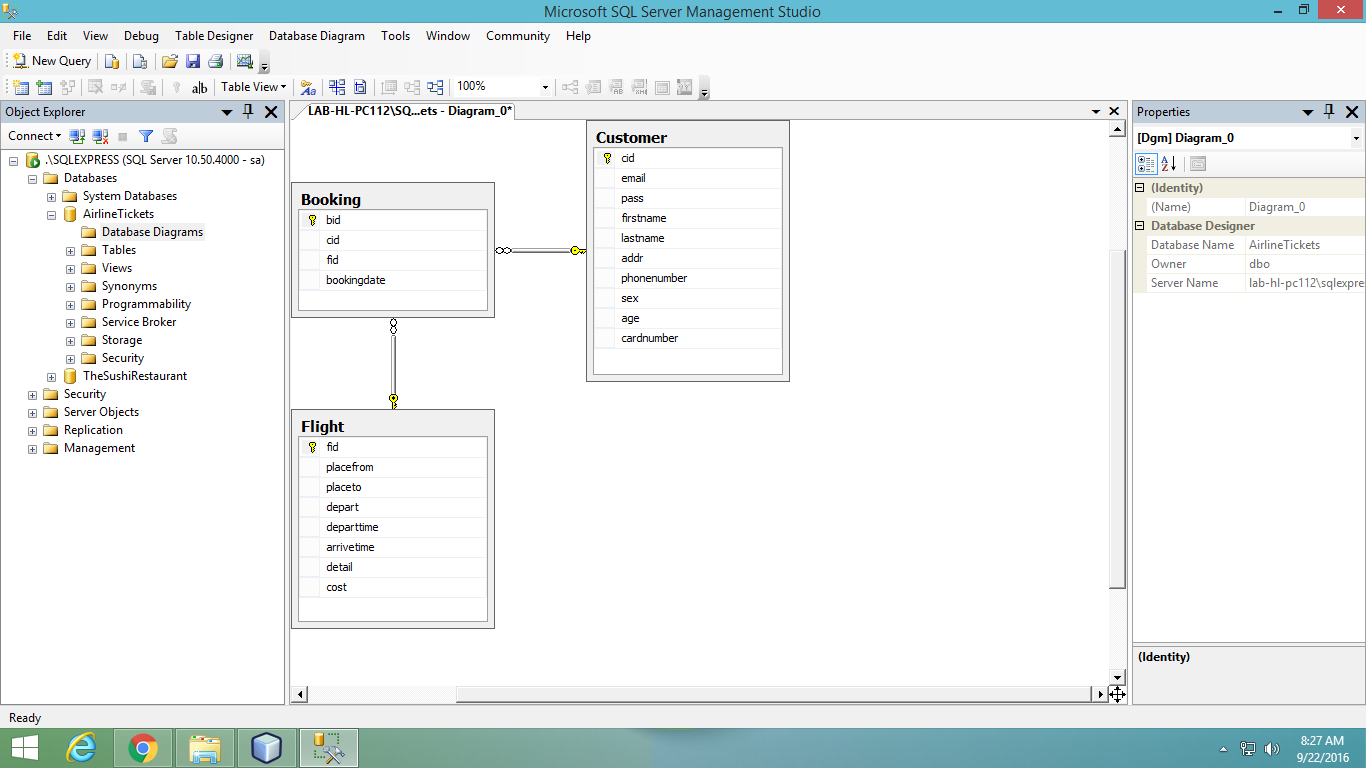 Microsoft SQL Server Management Studio
File Edit View Debug Table Designer Database Diagram Tools Window Community Help
New Query
ab| Table View 100%
Object Explorer
Connect
.\SQLEXPRESS (SQL Server 10.50.4000 - sa)
Databases
System Databases
AirlineTickets
Database Diagrams
Tables
Views
Synonyms
Programmability
Service Broker
Storage
Security
TheSushiRestaurant
Security
Server Objects
Replication
Management
LAB-HL-PC112\SQ...ets - Diagram_0*
Customer
cid
email
pass
firstname
lastname
addr
phonenumber
sex
age
cardnumber
Booking
bid
cid
fid
bookingdate
Flight
fid
placefrom
placeto
depart
departtime
arrivetime
detail
cost
Properties
[Dgm] Diagram_0
(Identity)
(Name) Diagram_0
Database Designer
Database Name AirlineTickets
Owner dbo
Server Name lab-hl-pc112\sqlexpre
(Identity)
Ready
8:27 AM
9/22/2016